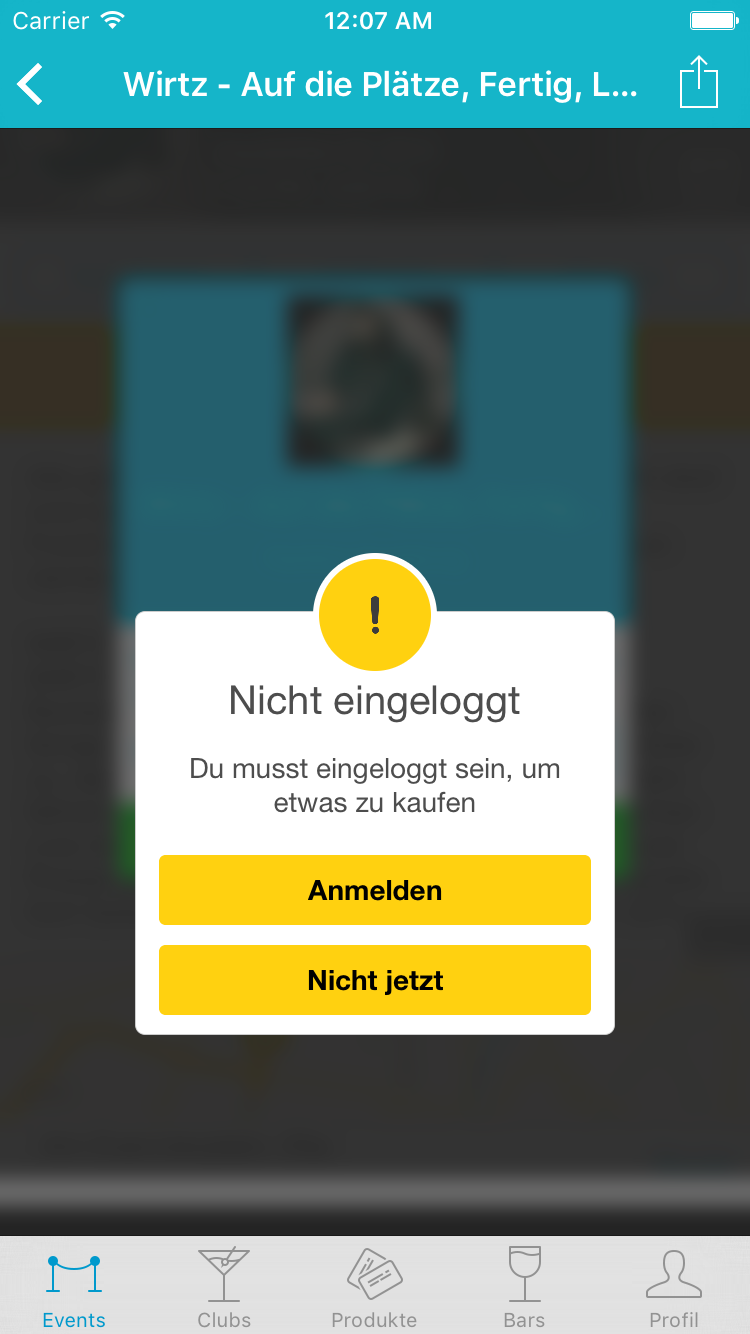 Carrier 12:07 AM
Wirtz - Auf die Plätze, Fertig, L...
!
Nicht eingeloggt
Du musst eingeloggt sein, um
etwas zu kaufen
Anmelden
Nicht jetzt
Events Clubs Produkte Bars Profil